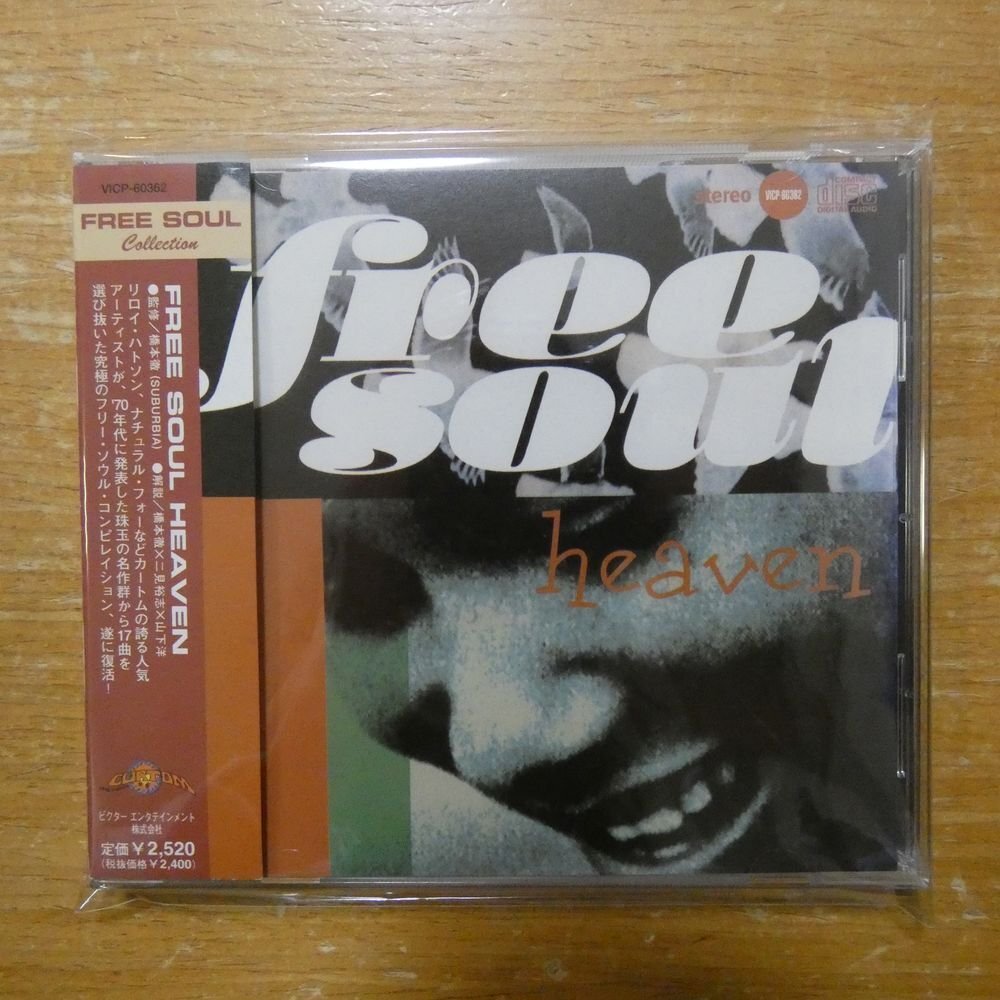 VICP-60362
FREE SOUL
Collection
FREE SOUL HEAVEN
●監修／橋本徹 (SUBURBIA) ●解説／橋本徹×二見裕志×山下洋
リロイ・ハトソン、ナチュラル・フォーなどカートムの誇る人気
アーティストが、'70年代に発表した珠玉の名作群から17曲を
選び抜いた究極のフリー・ソウル・コンピレイション、遂に復活！
CURTOM
ビクター エンタテインメント
株式会社
定価￥2,520
(税抜価格￥2,400)
stereo
VICP-60362
COMPACT
disc
DIGITAL AUDIO
free
soul
heaven